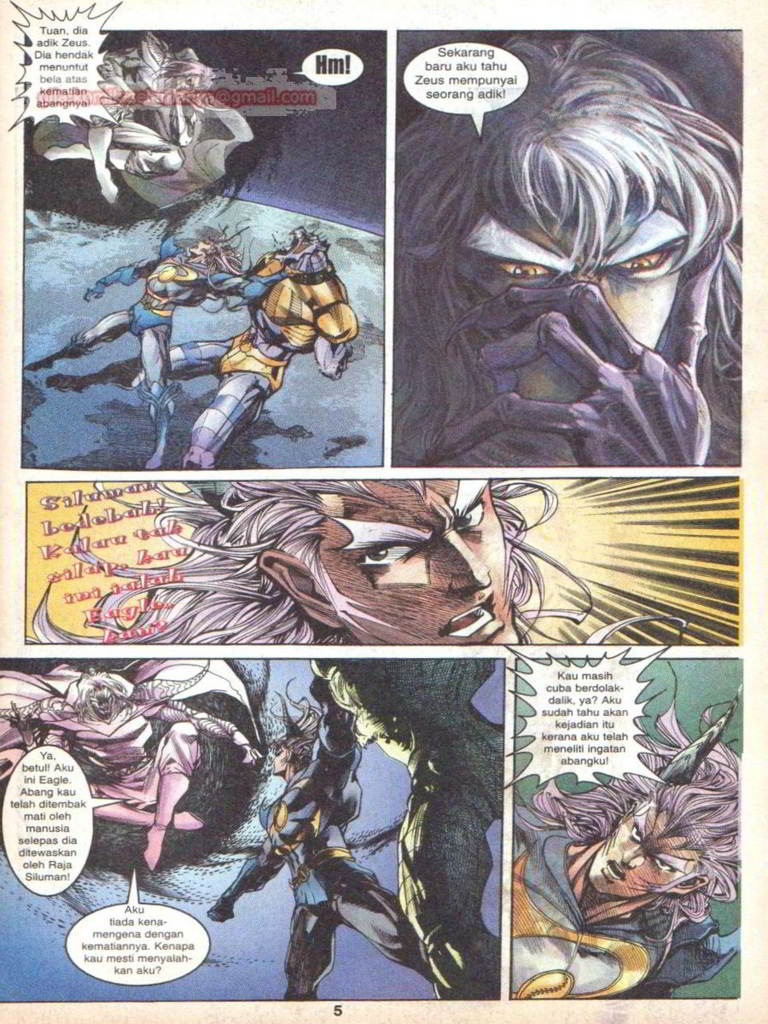 Tuan, dia
adik Zeus.
Dia hendak
menuntut
bela atas
kematian
abangnya!
Hm!
@gmail.com
Sekarang
baru aku tahu
Zeus mempunyai
seorang adik!
Siluman
bedebah!
Kalau tak
silap, kau
ini ialah
Eagle,
kan?
Ya,
betul! Aku
ini Eagle.
Abang kau
telah ditembak
mati oleh
manusia
selepas dia
ditewaskan
oleh Raja
Siluman!
Aku
tiada kena-
mengena dengan
kematiannya. Kenapa
kau mesti menyalah-
kan aku?
Kau masih
cuba berdolak-
dalik, ya? Aku
sudah tahu akan
kejadian itu
kerana aku telah
meneliti ingatan
abangku!
5